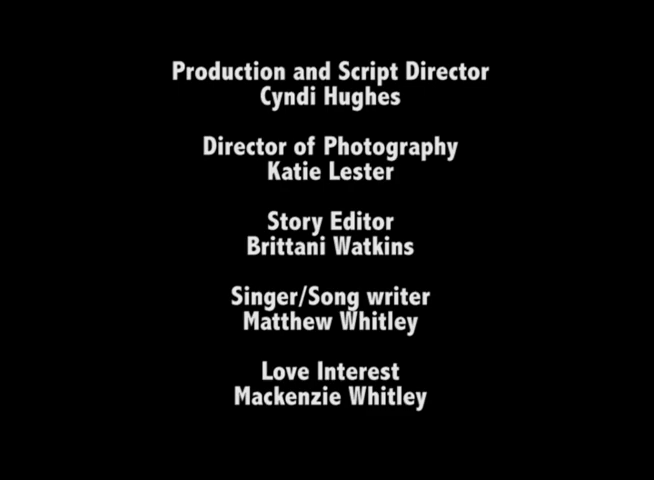 Production and Script Director
Cyndi Hughes
Director of Photography
Katie Lester
Story Editor
Brittani Watkins
Singer/Song writer
Matthew Whitley
Love Interest
Mackenzie Whitley